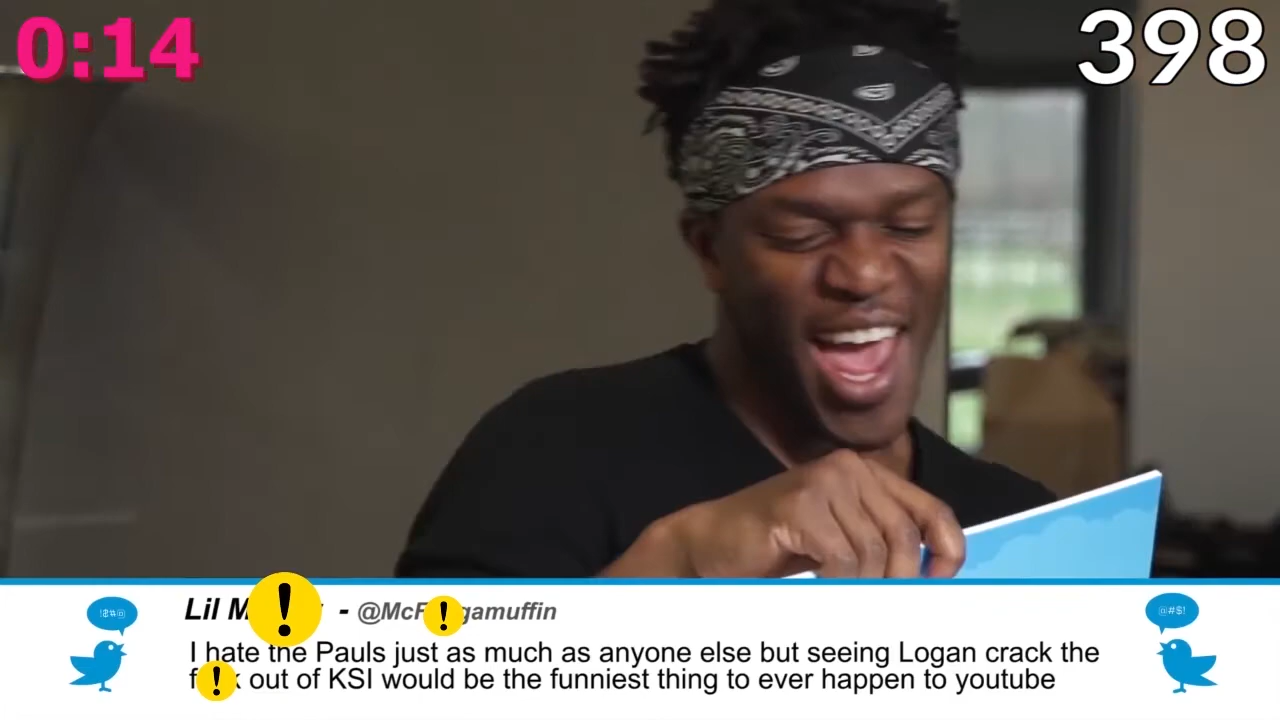 0:14
398
Lil M - @McF gamuffin
I hate the Pauls just as much as anyone else but seeing Logan crack the
f k out of KSI would be the funniest thing to ever happen to youtube
@#$!